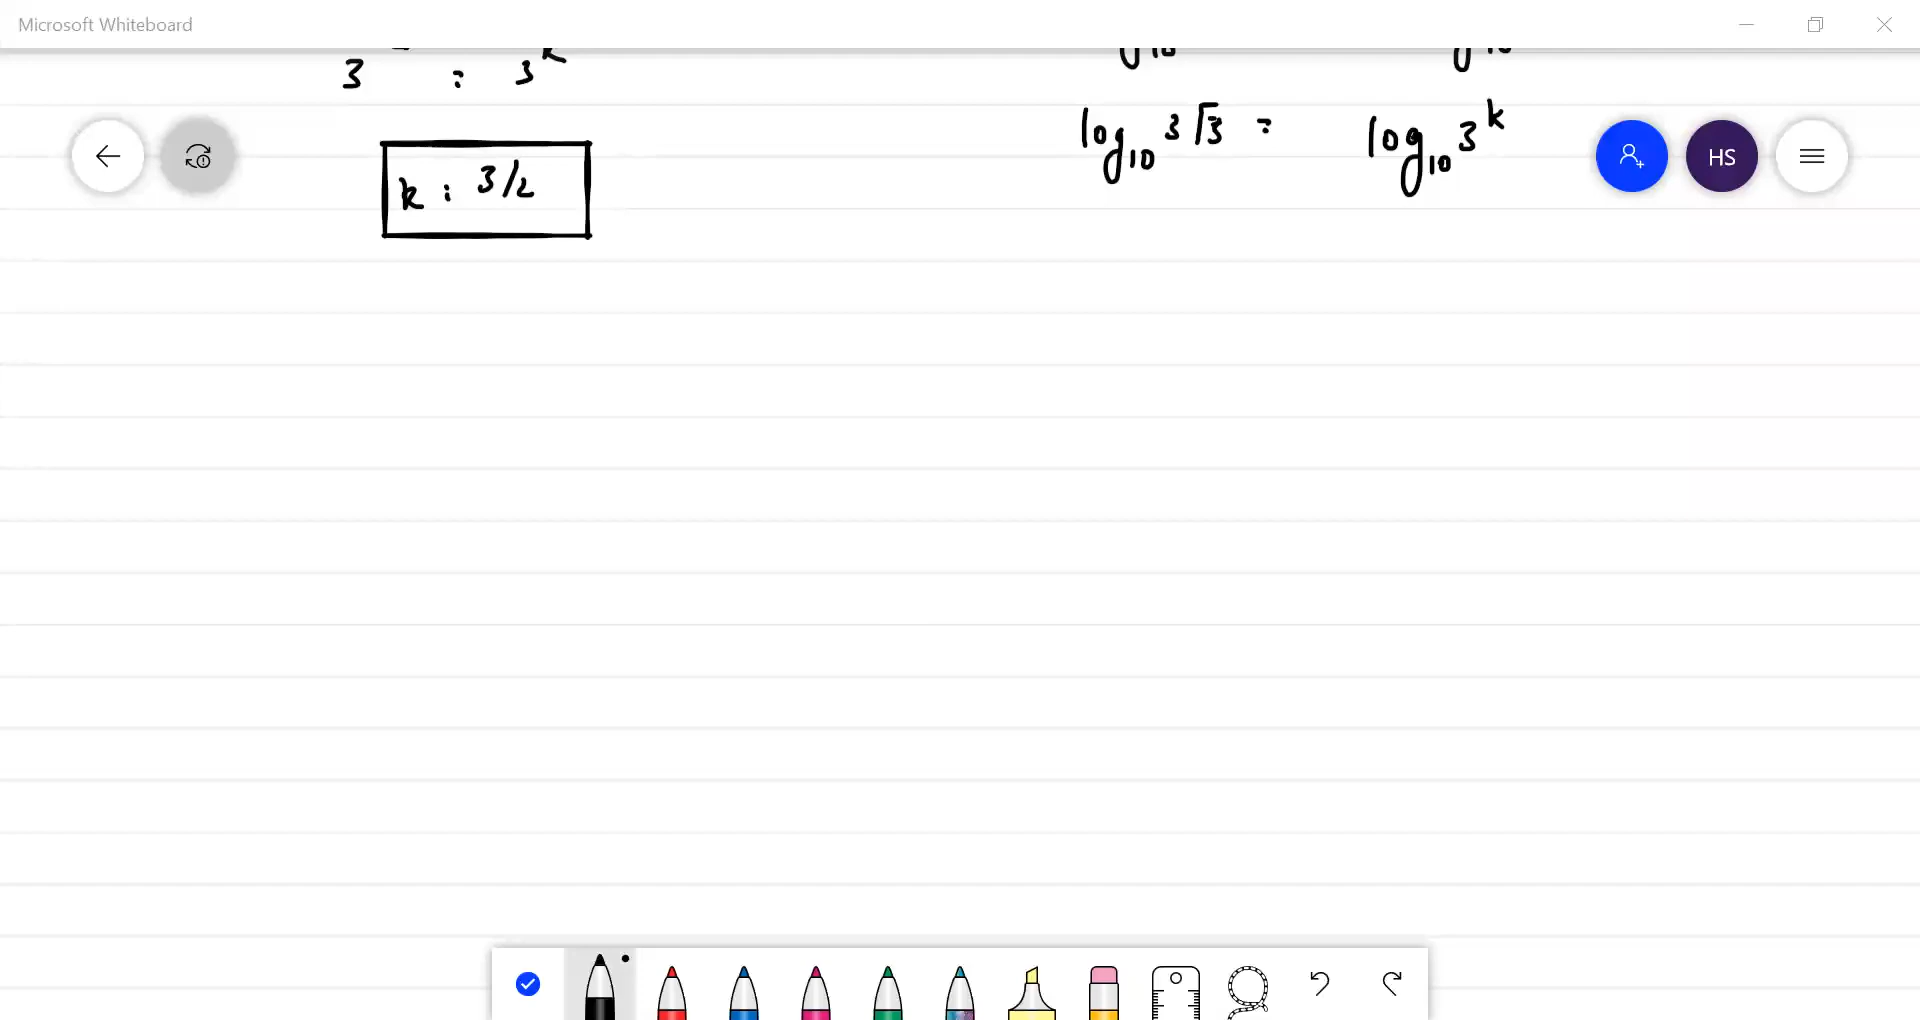 Microsoft Whiteboard
3 = 3^k
k = 3/2
log₁₀ 3√3 = log₁₀ 3^k
HS